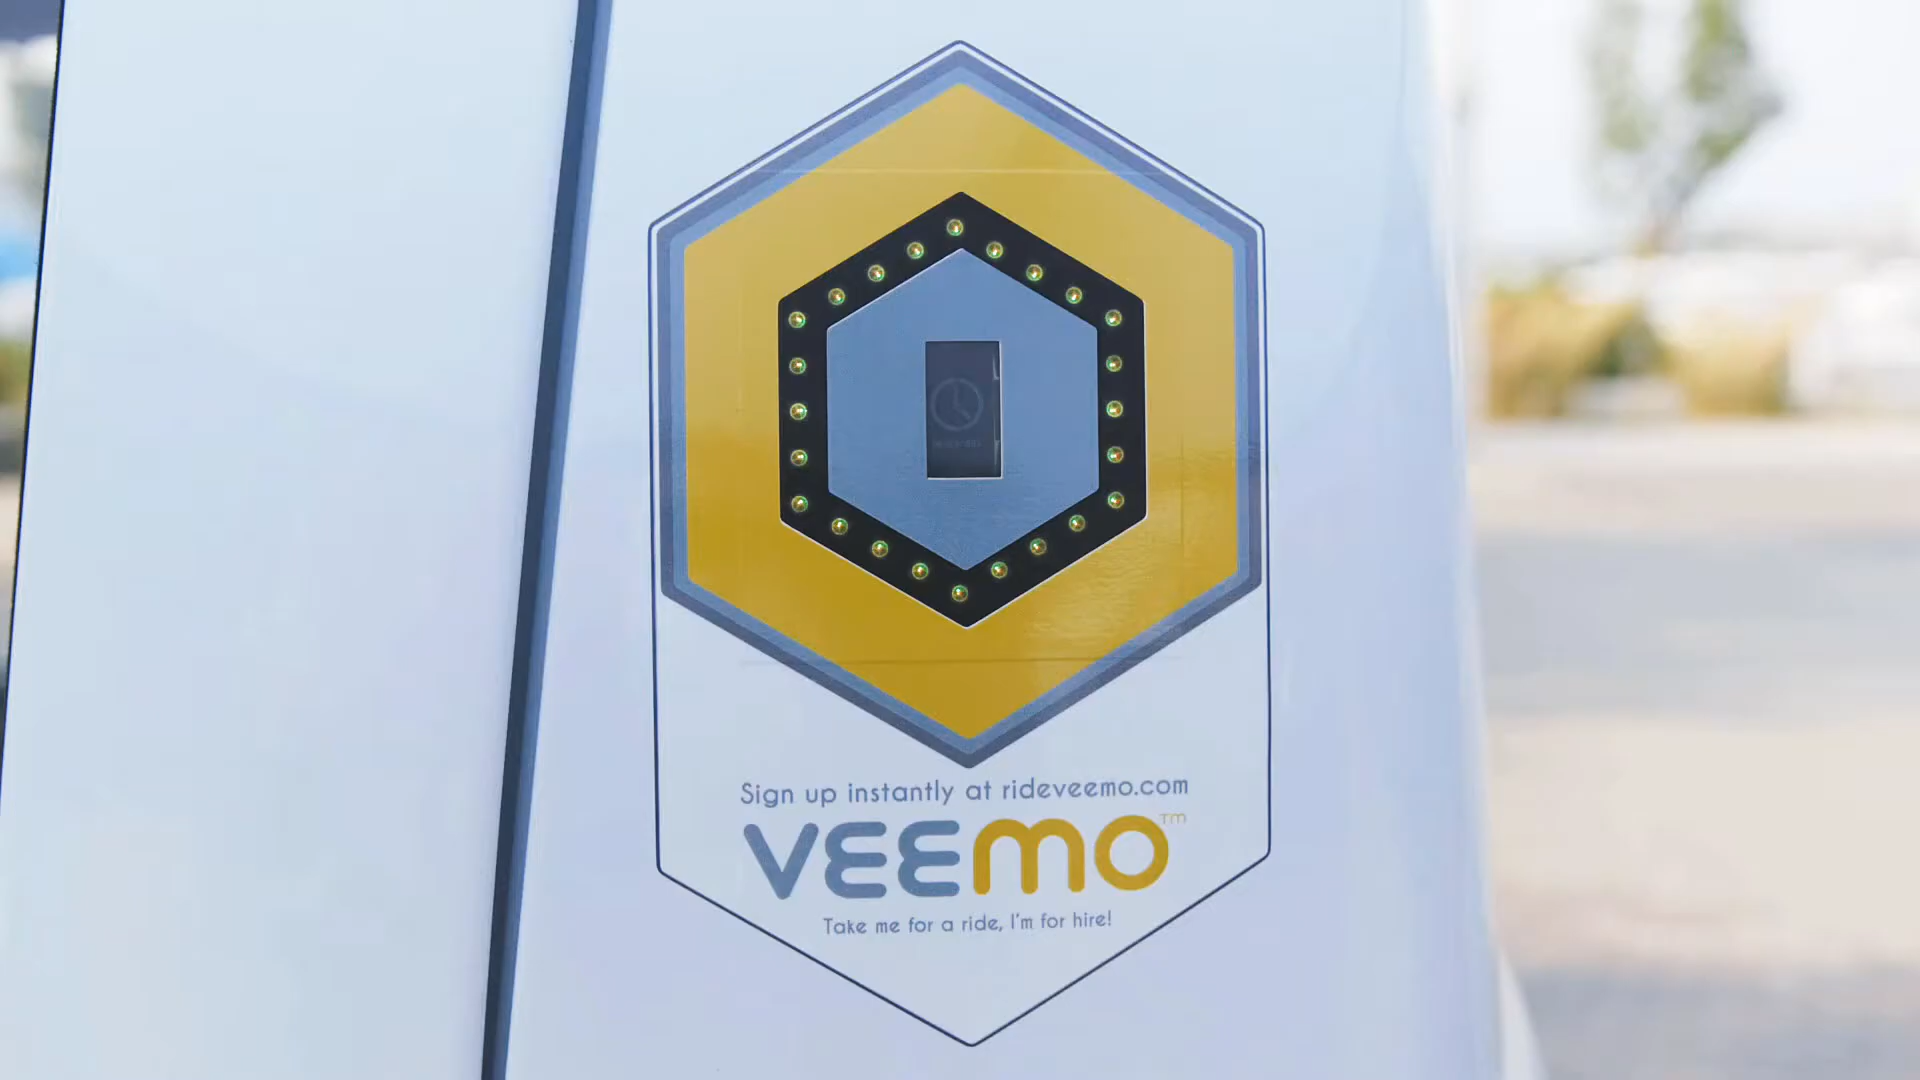 Sign up instantly at rideveemo.com
VEEMO™
Take me for a ride, I'm for hire!